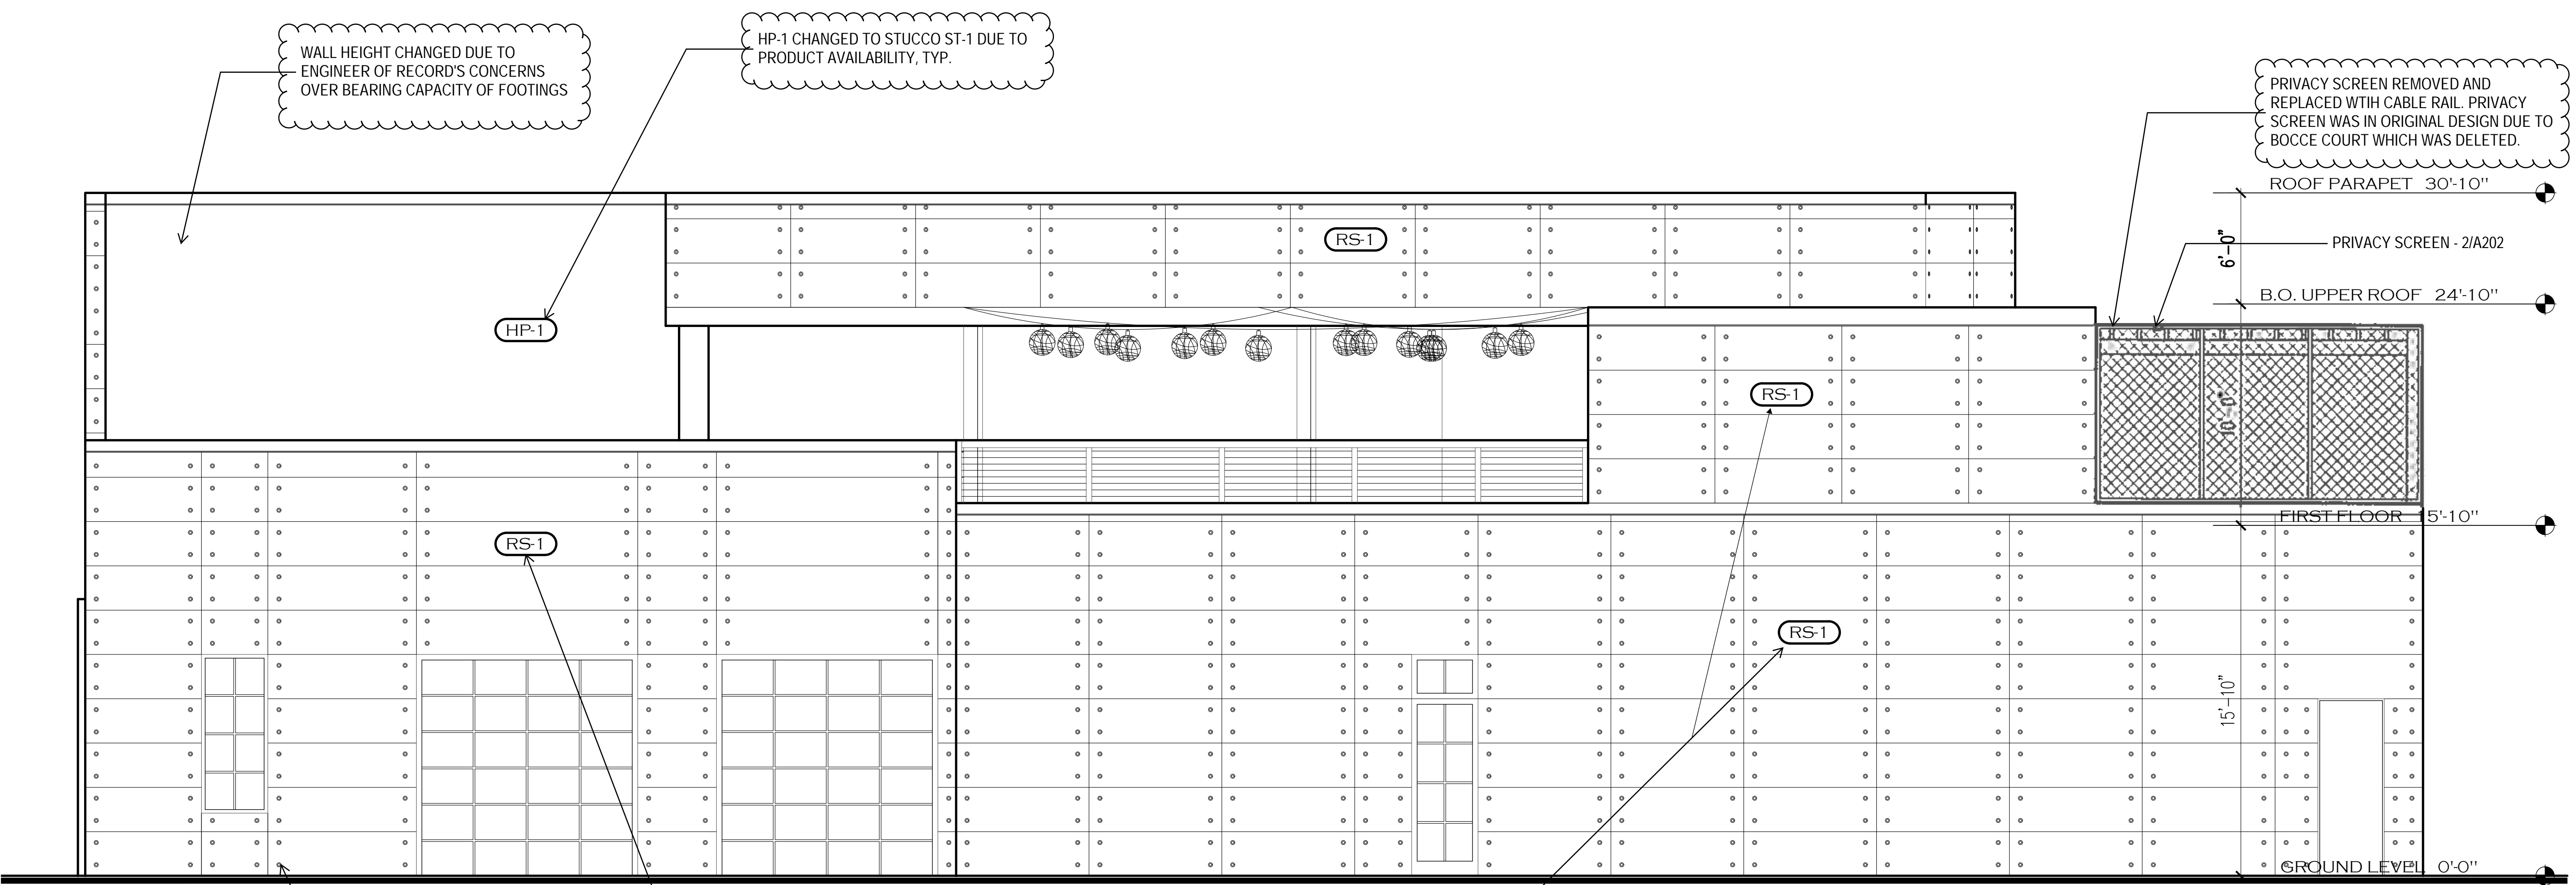 WALL HEIGHT CHANGED DUE TO
ENGINEER OF RECORD'S CONCERNS
OVER BEARING CAPACITY OF FOOTINGS
HP-1 CHANGED TO STUCCO ST-1 DUE TO
PRODUCT AVAILABILITY, TYP.
PRIVACY SCREEN REMOVED AND
REPLACED WTIH CABLE RAIL. PRIVACY
SCREEN WAS IN ORIGINAL DESIGN DUE TO
BOCCE COURT WHICH WAS DELETED.
ROOF PARAPET 30'-10"
RS-1
6'-0"
PRIVACY SCREEN - 2/A202
B.O. UPPER ROOF 24'-10"
HP-1
RS-1
10'-0"
FIRST FLOOR 15'-10"
RS-1
RS-1
15'-10"
GROUND LEVEL 0'-0"